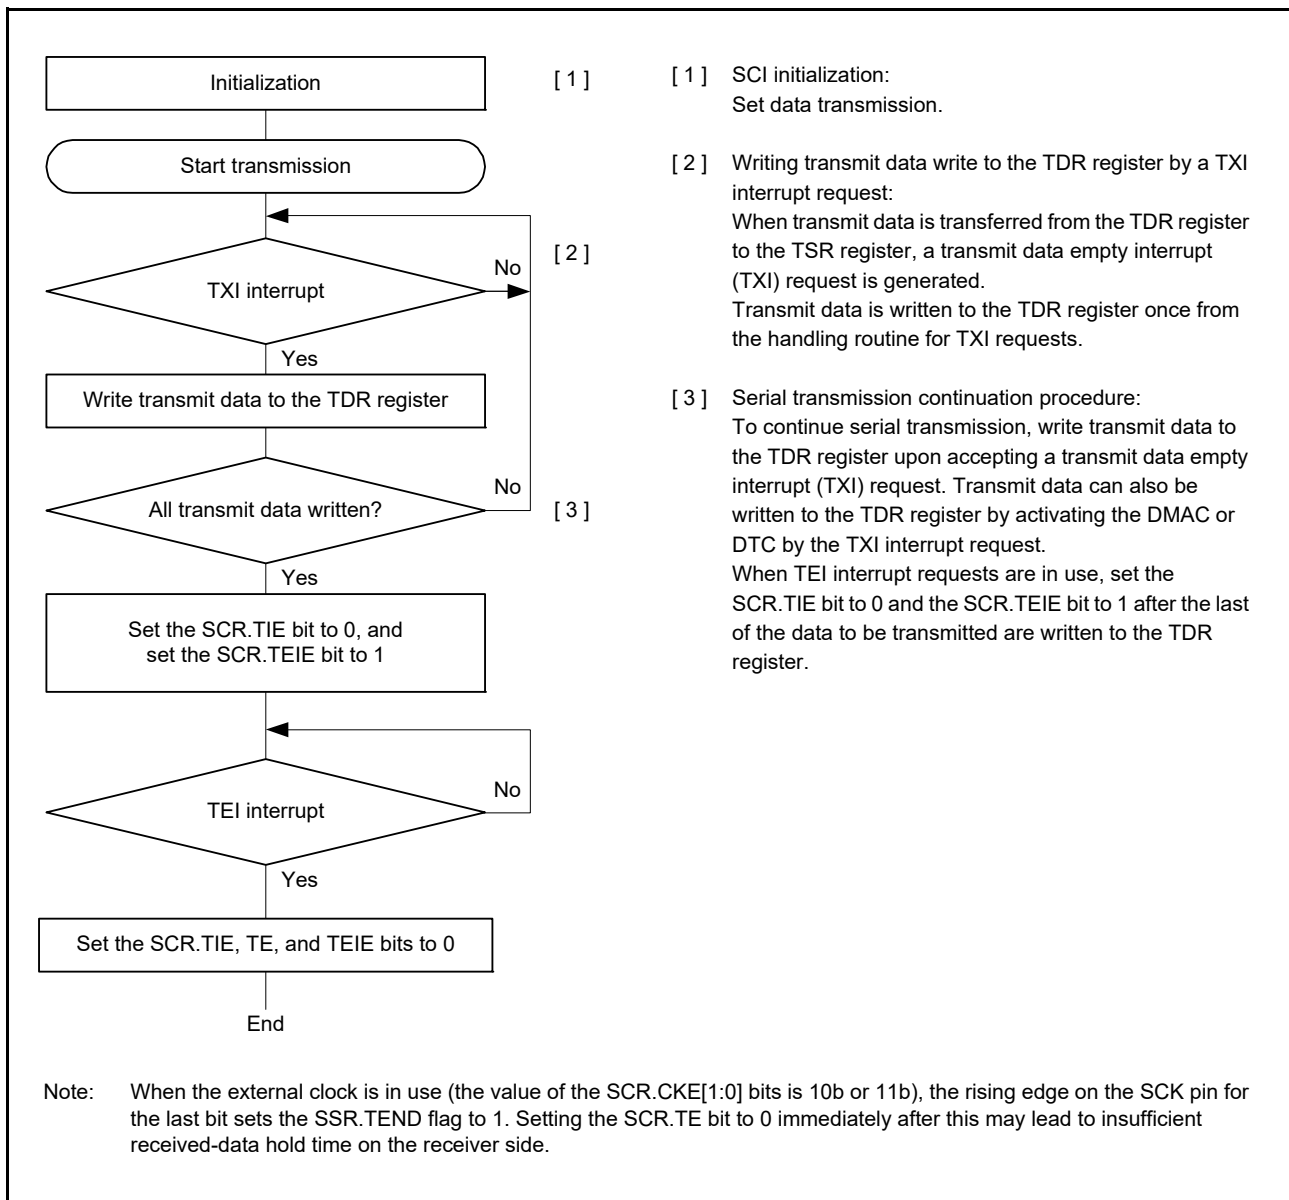 Initialization
[ 1 ]
Start transmission
[ 2 ]
TXI interrupt
No
Yes
Write transmit data to the TDR register
All transmit data written?
No
[ 3 ]
Yes
Set the SCR.TIE bit to 0, and
set the SCR.TEIE bit to 1
TEI interrupt
No
Yes
Set the SCR.TIE, TE, and TEIE bits to 0
End
[ 1 ] SCI initialization:
Set data transmission.
[ 2 ] Writing transmit data write to the TDR register by a TXI
interrupt request:
When transmit data is transferred from the TDR register
to the TSR register, a transmit data empty interrupt
(TXI) request is generated.
Transmit data is written to the TDR register once from
the handling routine for TXI requests.
[ 3 ] Serial transmission continuation procedure:
To continue serial transmission, write transmit data to
the TDR register upon accepting a transmit data empty
interrupt (TXI) request. Transmit data can also be
written to the TDR register by activating the DMAC or
DTC by the TXI interrupt request.
When TEI interrupt requests are in use, set the
SCR.TIE bit to 0 and the SCR.TEIE bit to 1 after the last
of the data to be transmitted are written to the TDR
register.
Note: When the external clock is in use (the value of the SCR.CKE[1:0] bits is 10b or 11b), the rising edge on the SCK pin for
the last bit sets the SSR.TEND flag to 1. Setting the SCR.TE bit to 0 immediately after this may lead to insufficient
received-data hold time on the receiver side.